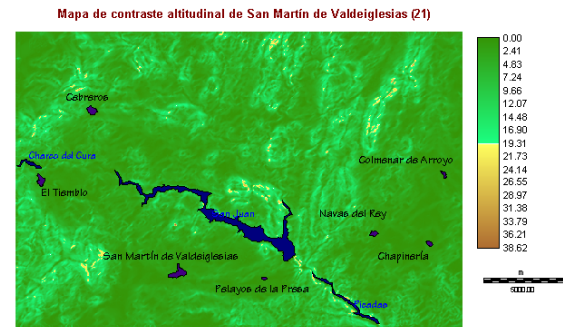 Mapa de contraste altitudinal de San Martín de Valdeiglesias (21)
0.00
2.41
4.83
7.24
9.66
12.07
14.48
16.90
19.31
21.73
24.14
26.55
28.97
31.38
33.79
36.21
38.62
Cebreros
Charco del Cura
Colmenar de Arroyo
El Tiemblo
San Juan
Navas del Rey
San Martín de Valdeiglesias
Chapinería
Pelayos de la Presa
Picadas
m